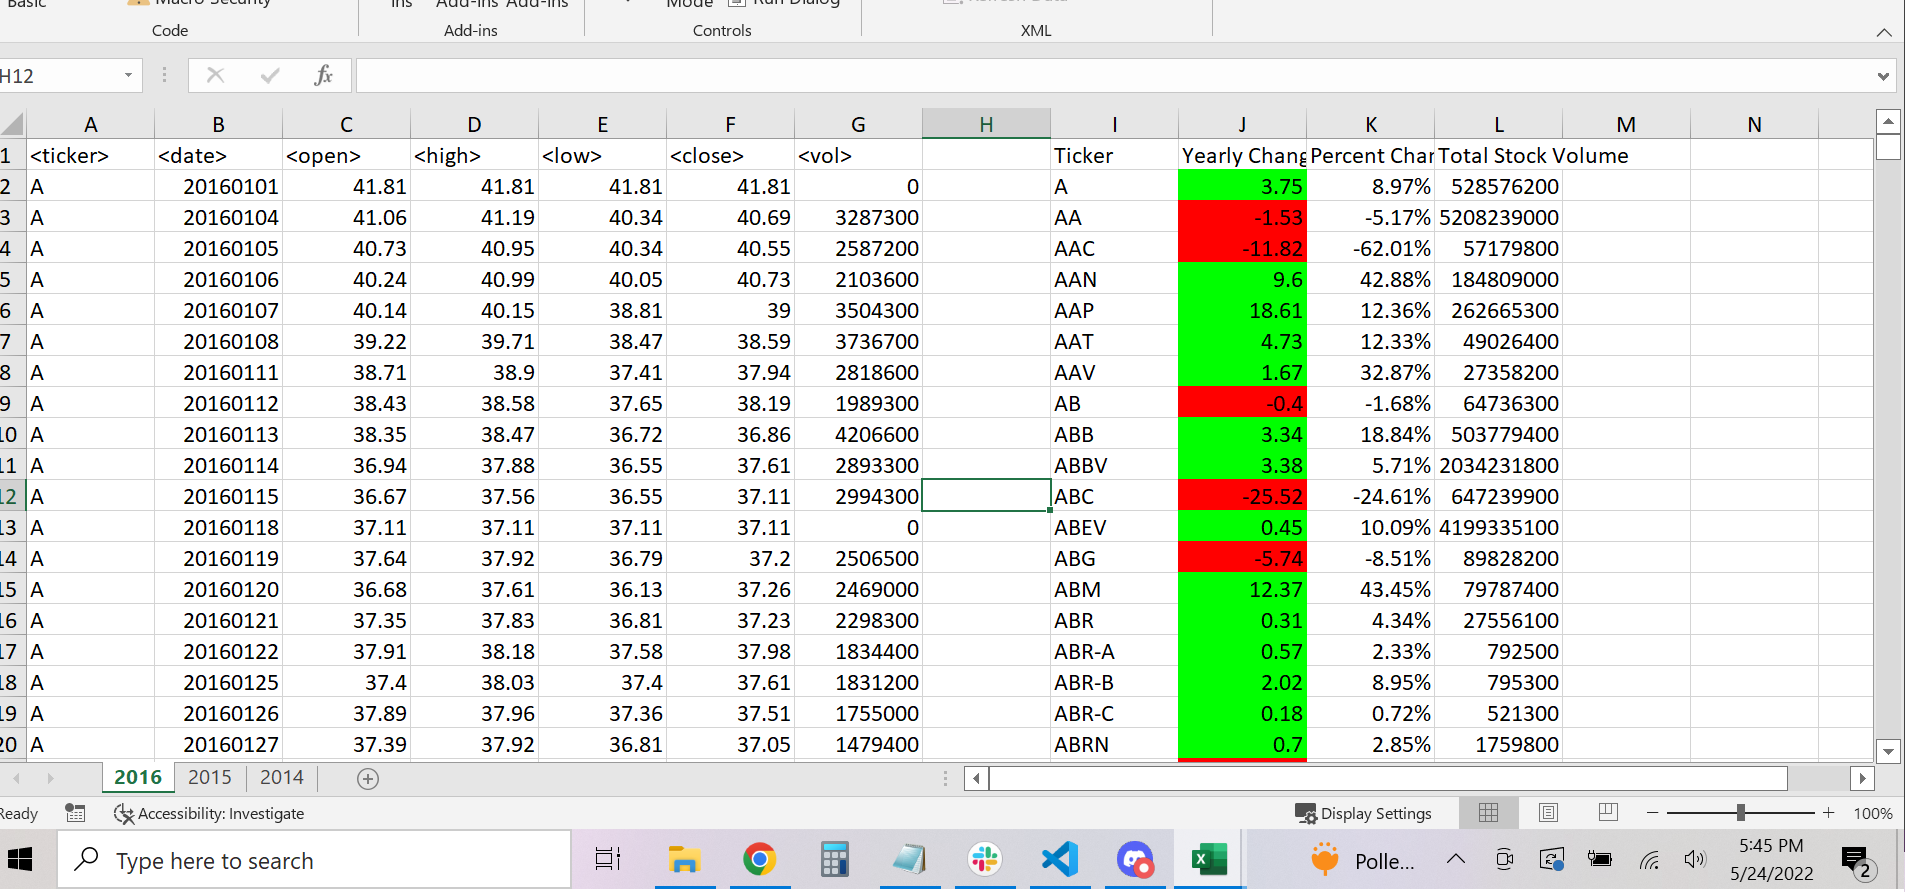 Basic Macro Security ins Add-ins Add-ins Mode Run Dialog Refresh Data
Code Add-ins Controls XML
H12 fx
A B C D E F G H I J K L M N
1 <ticker> <date> <open> <high> <low> <close> <vol> Ticker Yearly Chang Percent Char Total Stock Volume
2 A 20160101 41.81 41.81 41.81 41.81 0 A 3.75 8.97% 528576200
3 A 20160104 41.06 41.19 40.34 40.69 3287300 AA -1.53 -5.17% 5208239000
4 A 20160105 40.73 40.95 40.34 40.55 2587200 AAC -11.82 -62.01% 57179800
5 A 20160106 40.24 40.99 40.05 40.73 2103600 AAN 9.6 42.88% 184809000
6 A 20160107 40.14 40.15 38.81 39 3504300 AAP 18.61 12.36% 262665300
7 A 20160108 39.22 39.71 38.47 38.59 3736700 AAT 4.73 12.33% 49026400
8 A 20160111 38.71 38.9 37.41 37.94 2818600 AAV 1.67 32.87% 27358200
9 A 20160112 38.43 38.58 37.65 38.19 1989300 AB -0.4 -1.68% 64736300
10 A 20160113 38.35 38.47 36.72 36.86 4206600 ABB 3.34 18.84% 503779400
11 A 20160114 36.94 37.88 36.55 37.61 2893300 ABBV 3.38 5.71% 2034231800
12 A 20160115 36.67 37.56 36.55 37.11 2994300 ABC -25.52 -24.61% 647239900
13 A 20160118 37.11 37.11 37.11 37.11 0 ABEV 0.45 10.09% 4199335100
14 A 20160119 37.64 37.92 36.79 37.2 2506500 ABG -5.74 -8.51% 89828200
15 A 20160120 36.68 37.61 36.13 37.26 2469000 ABM 12.37 43.45% 79787400
16 A 20160121 37.35 37.83 36.81 37.23 2298300 ABR 0.31 4.34% 27556100
17 A 20160122 37.91 38.18 37.58 37.98 1834400 ABR-A 0.57 2.33% 792500
18 A 20160125 37.4 38.03 37.4 37.61 1831200 ABR-B 2.02 8.95% 795300
19 A 20160126 37.89 37.96 37.36 37.51 1755000 ABR-C 0.18 0.72% 521300
20 A 20160127 37.39 37.92 36.81 37.05 1479400 ABRN 0.7 2.85% 1759800
2016 2015 2014
Ready Accessibility: Investigate Display Settings 100%
Type here to search Polle... 5:45 PM
5/24/2022 2